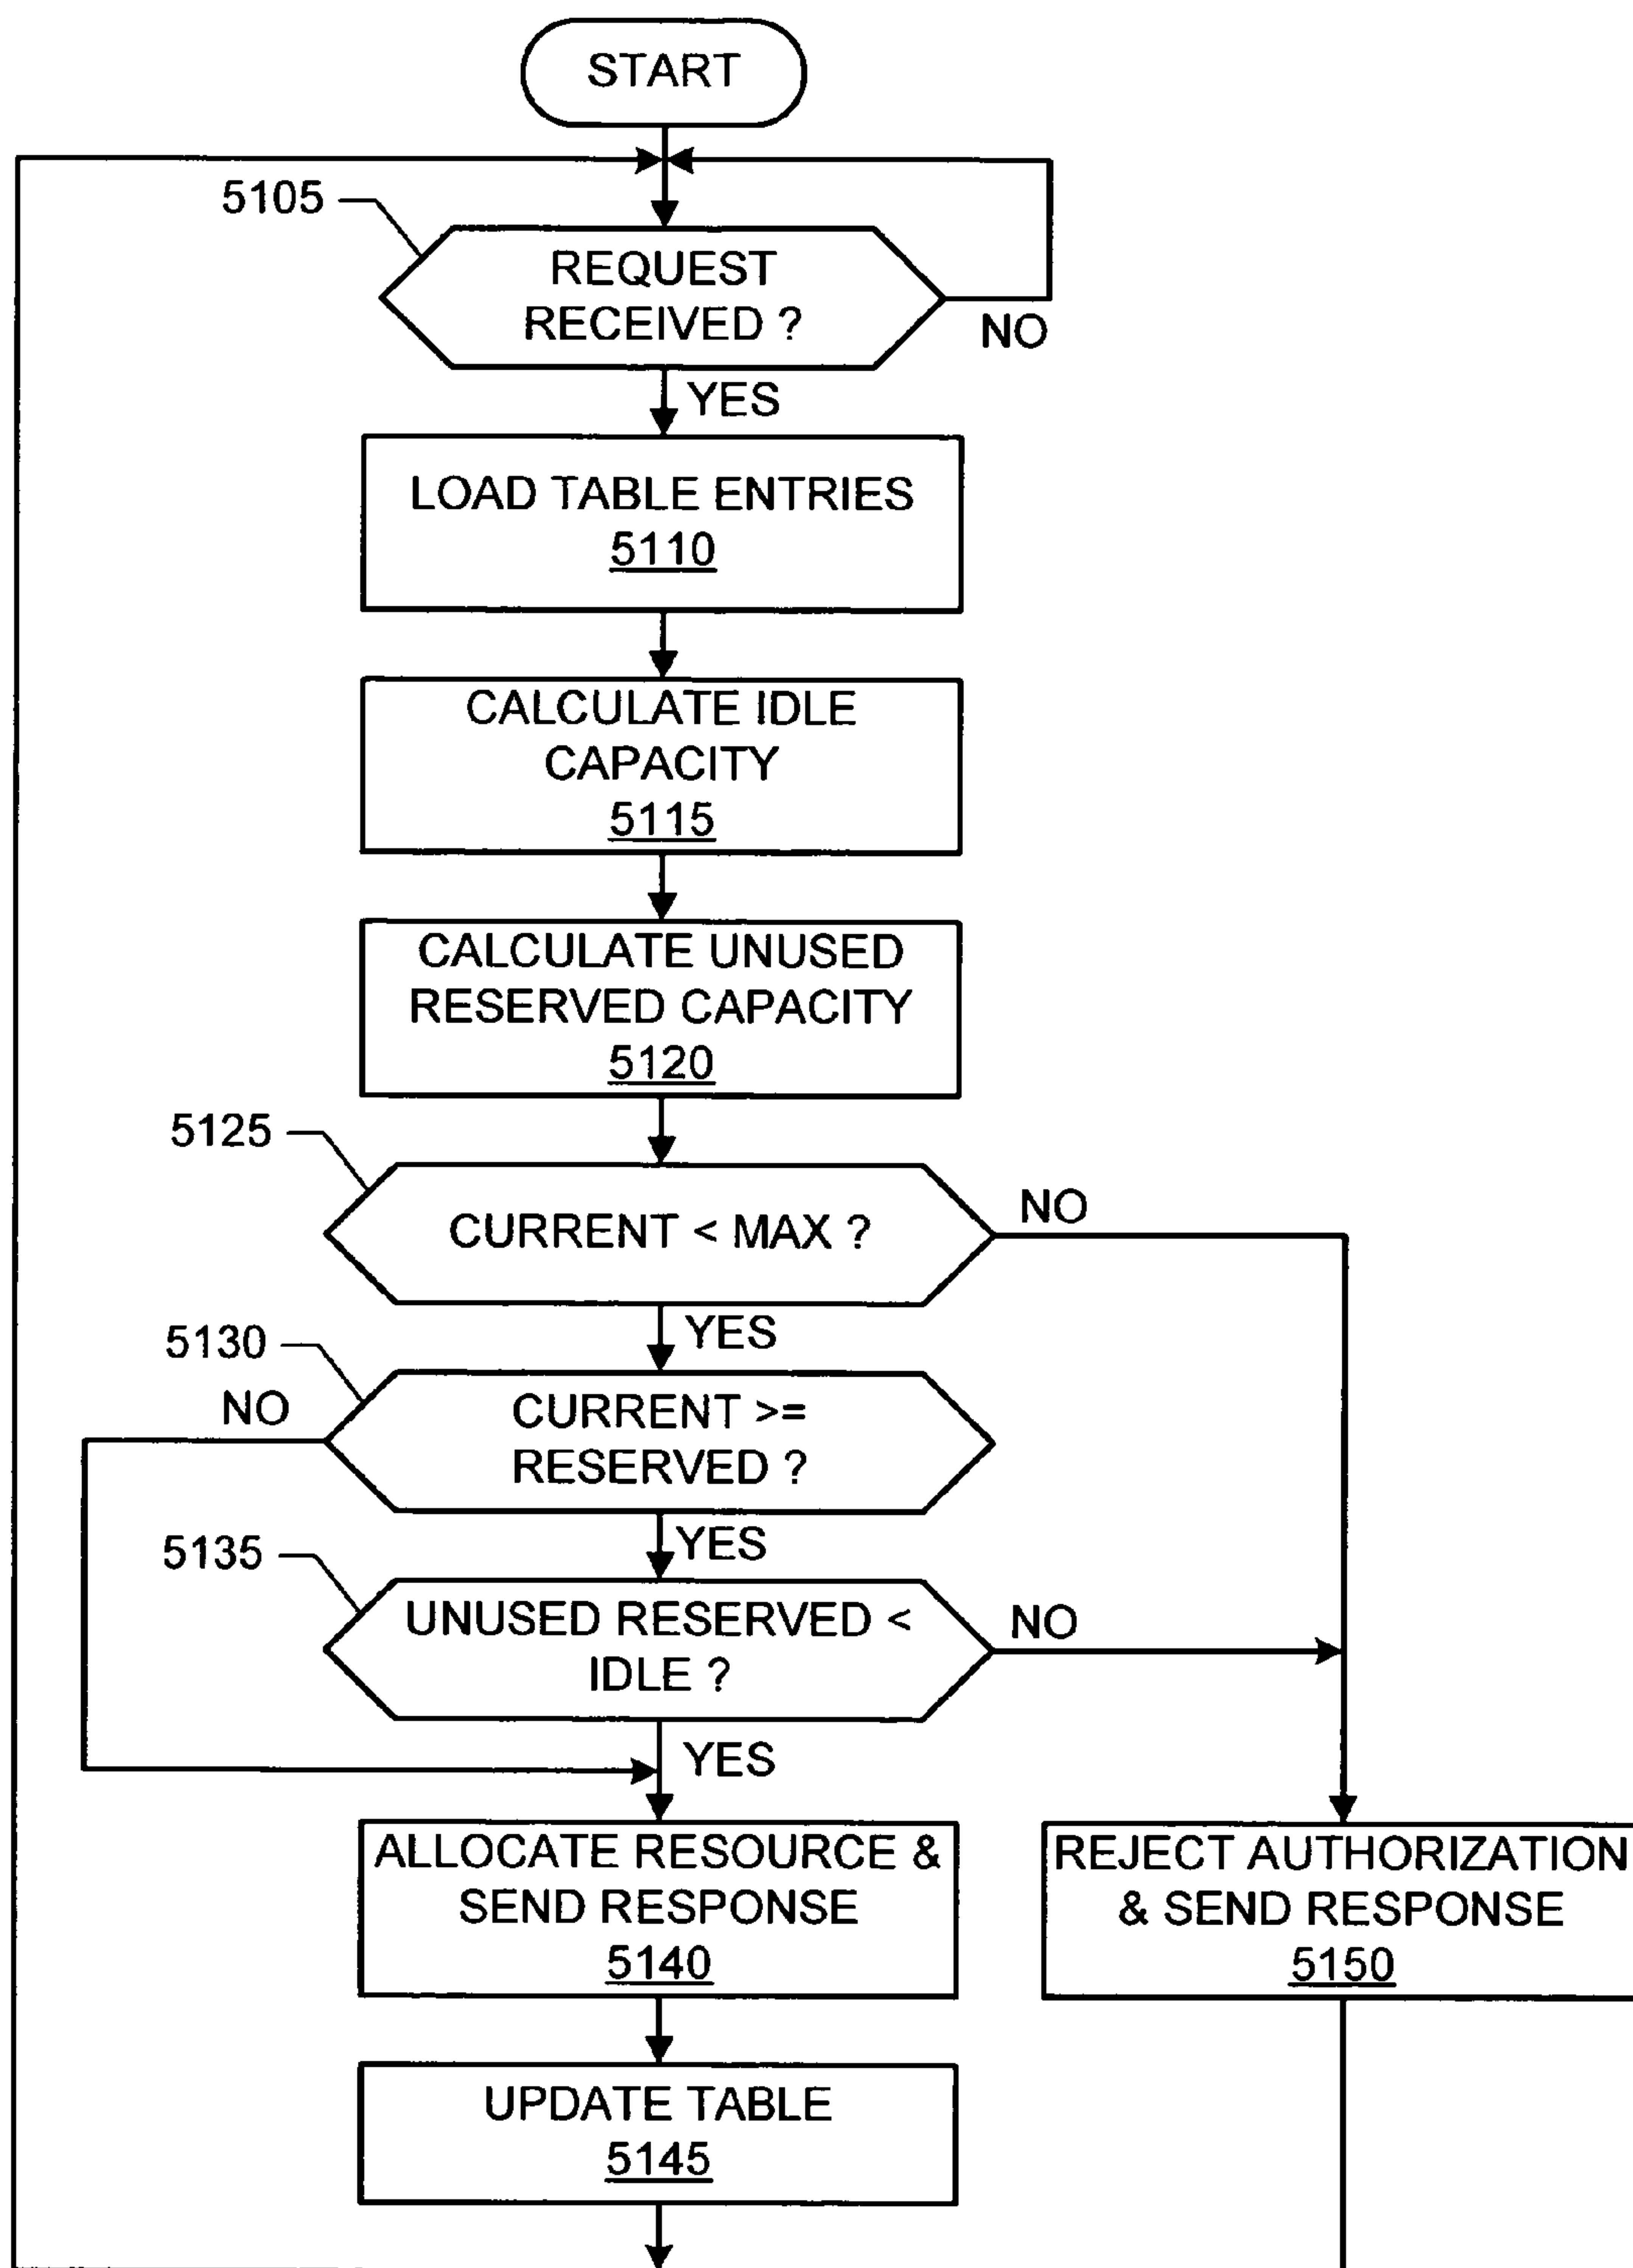 START
5105
REQUEST
RECEIVED ?
NO
YES
LOAD TABLE ENTRIES
5110
CALCULATE IDLE
CAPACITY
5115
CALCULATE UNUSED
RESERVED CAPACITY
5120
5125
CURRENT < MAX ?
NO
YES
5130
NO
CURRENT >=
RESERVED ?
YES
5135
UNUSED RESERVED <
IDLE ?
NO
YES
ALLOCATE RESOURCE &
SEND RESPONSE
5140
REJECT AUTHORIZATION
& SEND RESPONSE
5150
UPDATE TABLE
5145